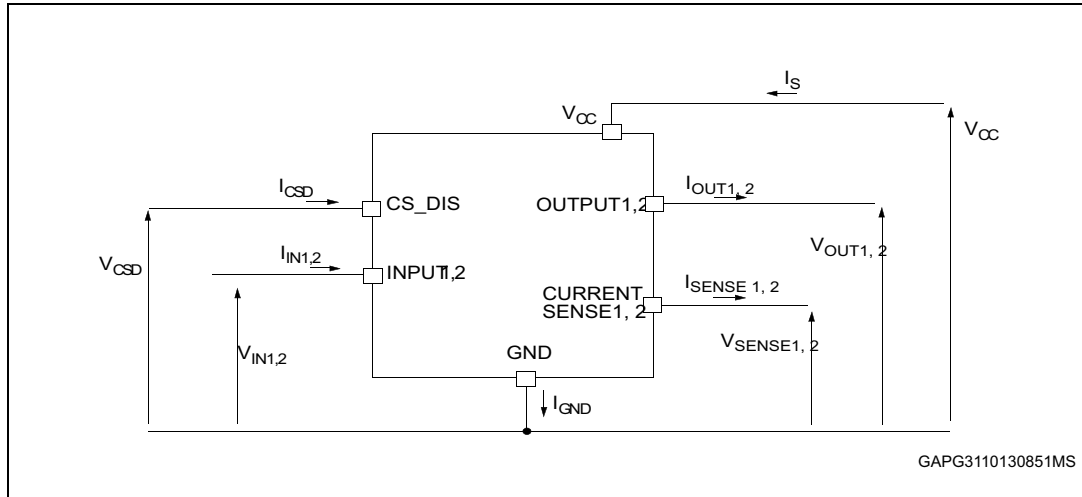 I_S
V_CC
V_CC
I_CSD
CS_DIS
OUTPUT1,2
I_OUT1, 2
V_CSD
I_IN1,2
INPUT1,2
V_OUT1, 2
CURRENT
SENSE1, 2
I_SENSE 1, 2
V_IN1,2
V_SENSE1, 2
GND
I_GND
GAPG3110130851MS